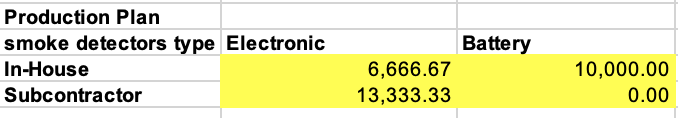 Production Plan
smoke detectors type Electronic Battery
In-House 6,666.67 10,000.00
Subcontractor 13,333.33 0.00